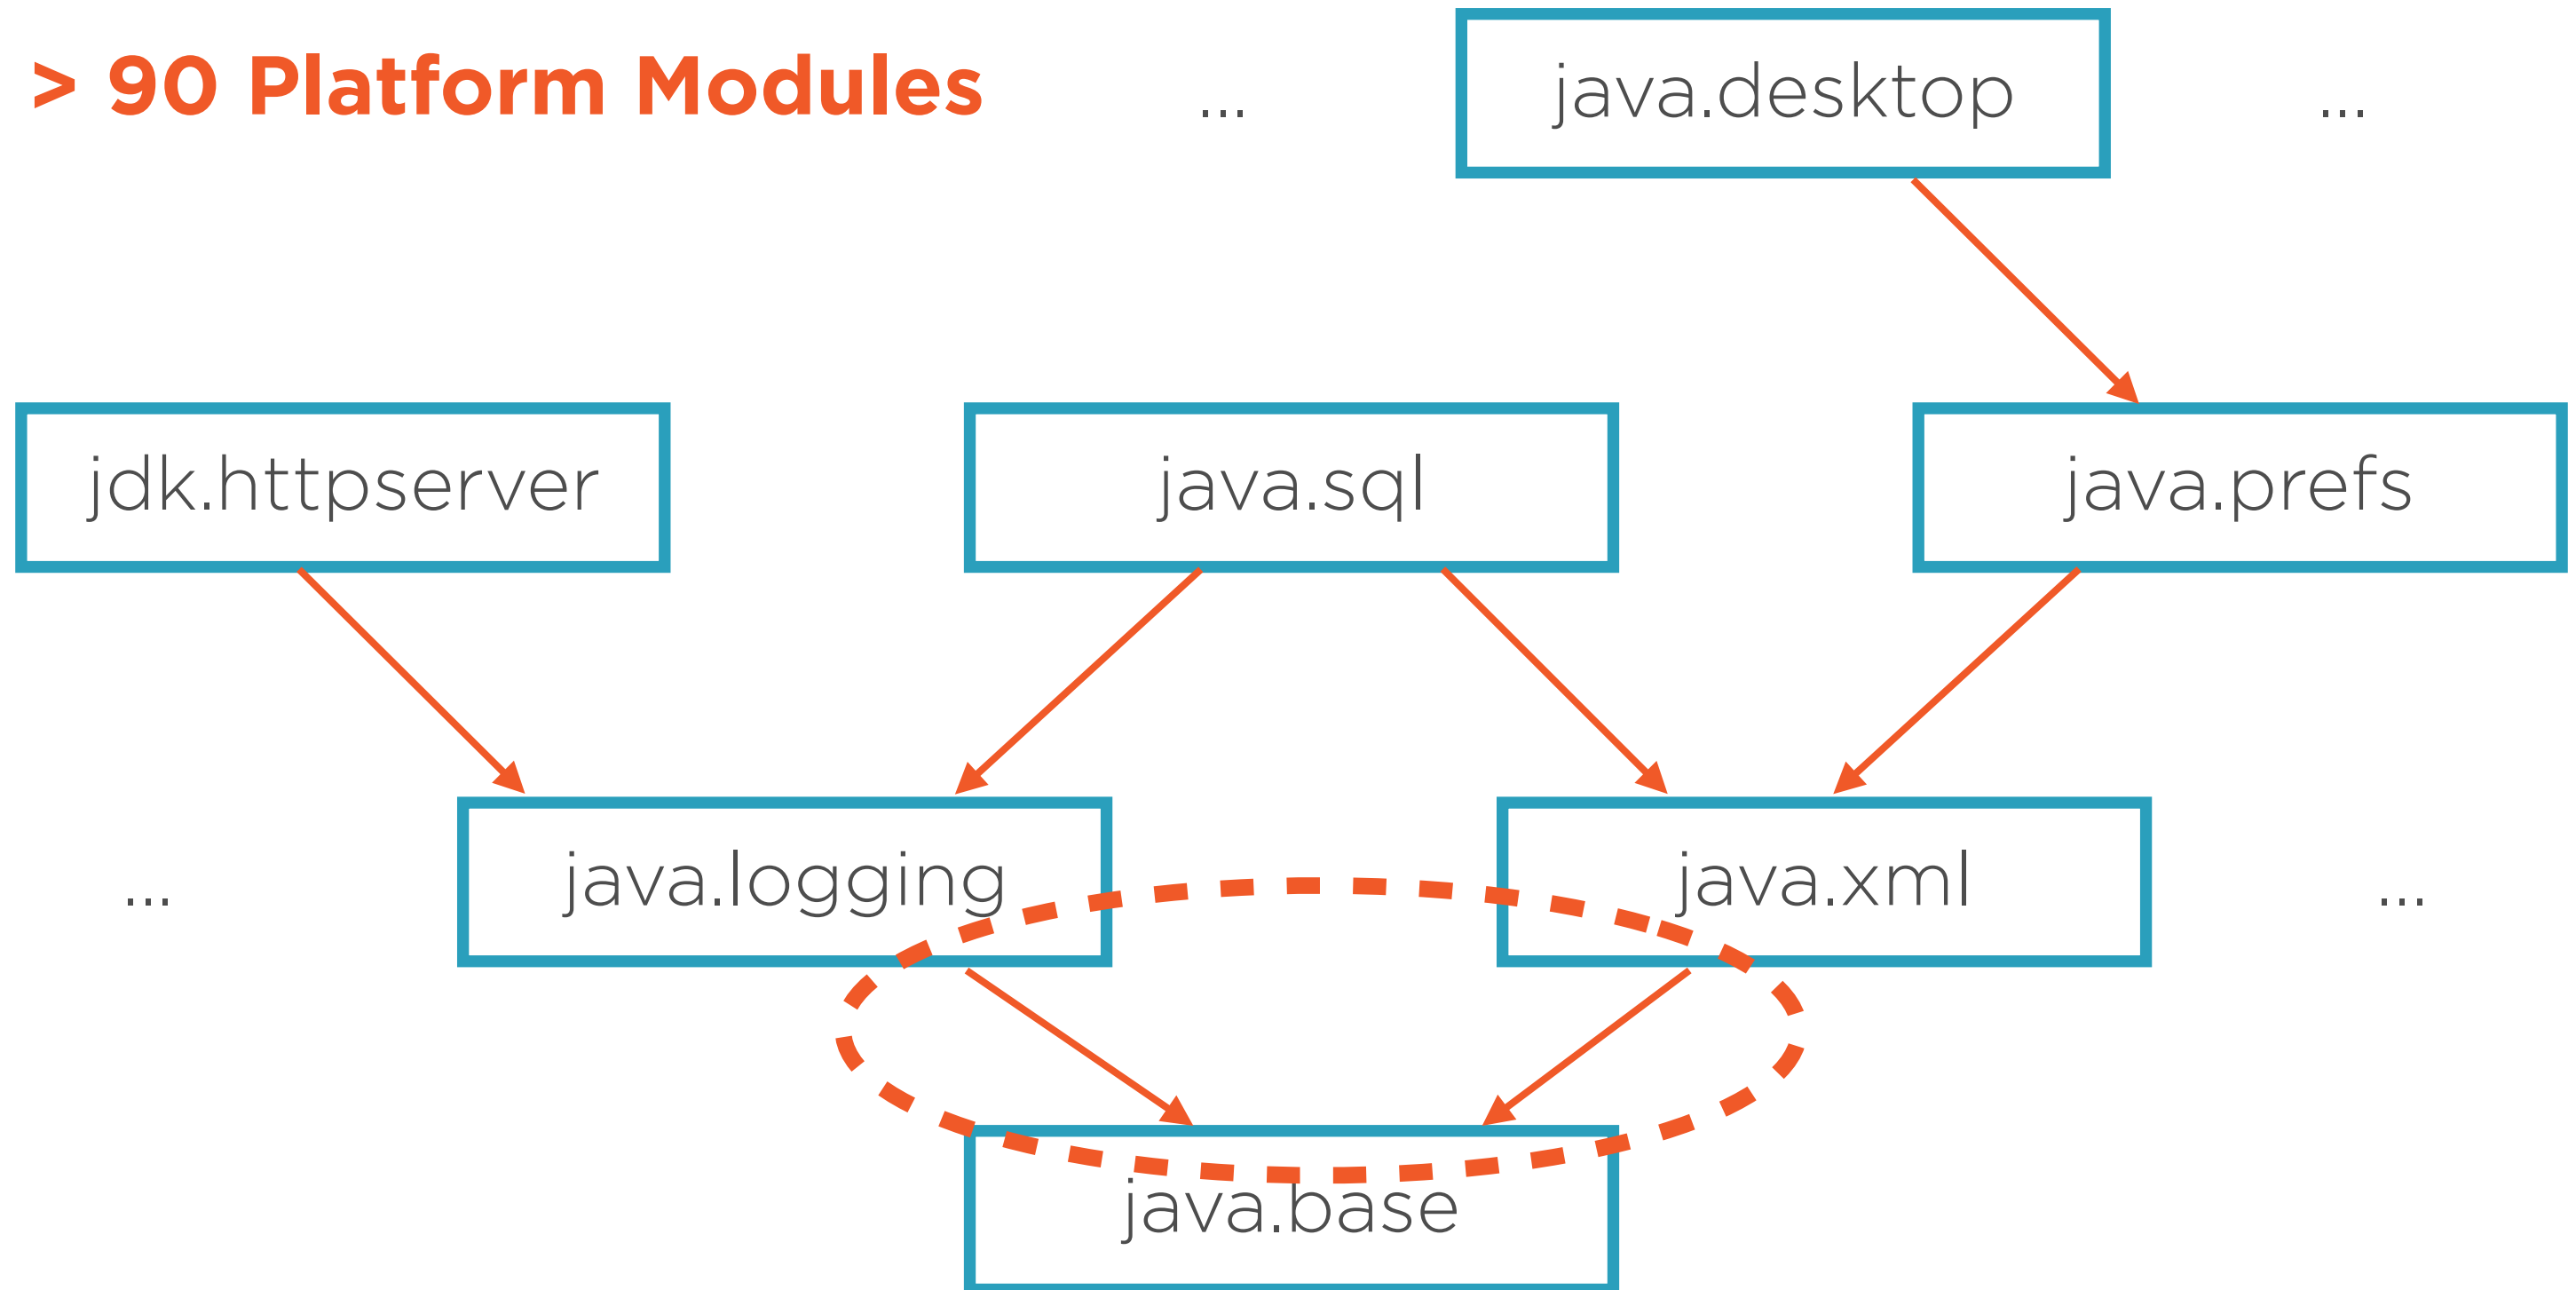 > 90 Platform Modules
...
java.desktop
...
jdk.httpserver
java.sql
java.prefs
...
java.logging
java.xml
...
java.base